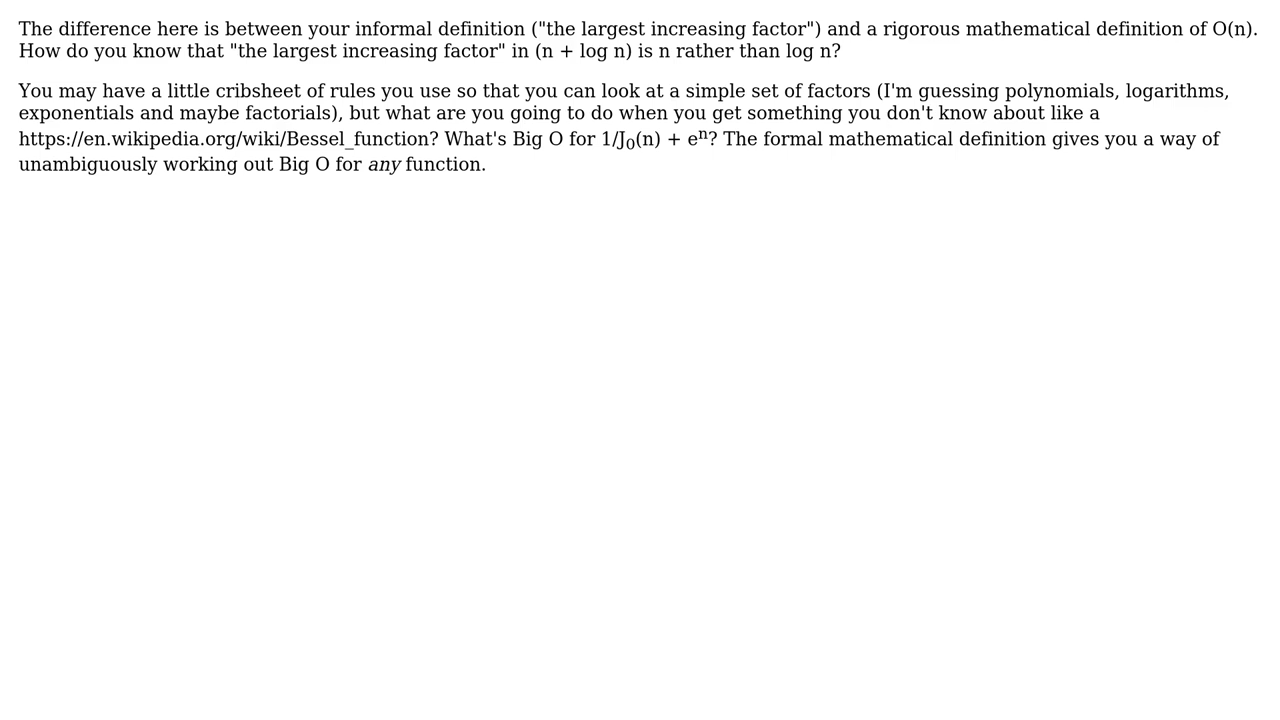 The difference here is between your informal definition ("the largest increasing factor") and a rigorous mathematical definition of O(n).
How do you know that "the largest increasing factor" in (n + log n) is n rather than log n?
You may have a little cribsheet of rules you use so that you can look at a simple set of factors (I'm guessing polynomials, logarithms,
exponentials and maybe factorials), but what are you going to do when you get something you don't know about like a
https://en.wikipedia.org/wiki/Bessel_function? What's Big O for 1/J₀(n) + eⁿ? The formal mathematical definition gives you a way of
unambiguously working out Big O for any function.